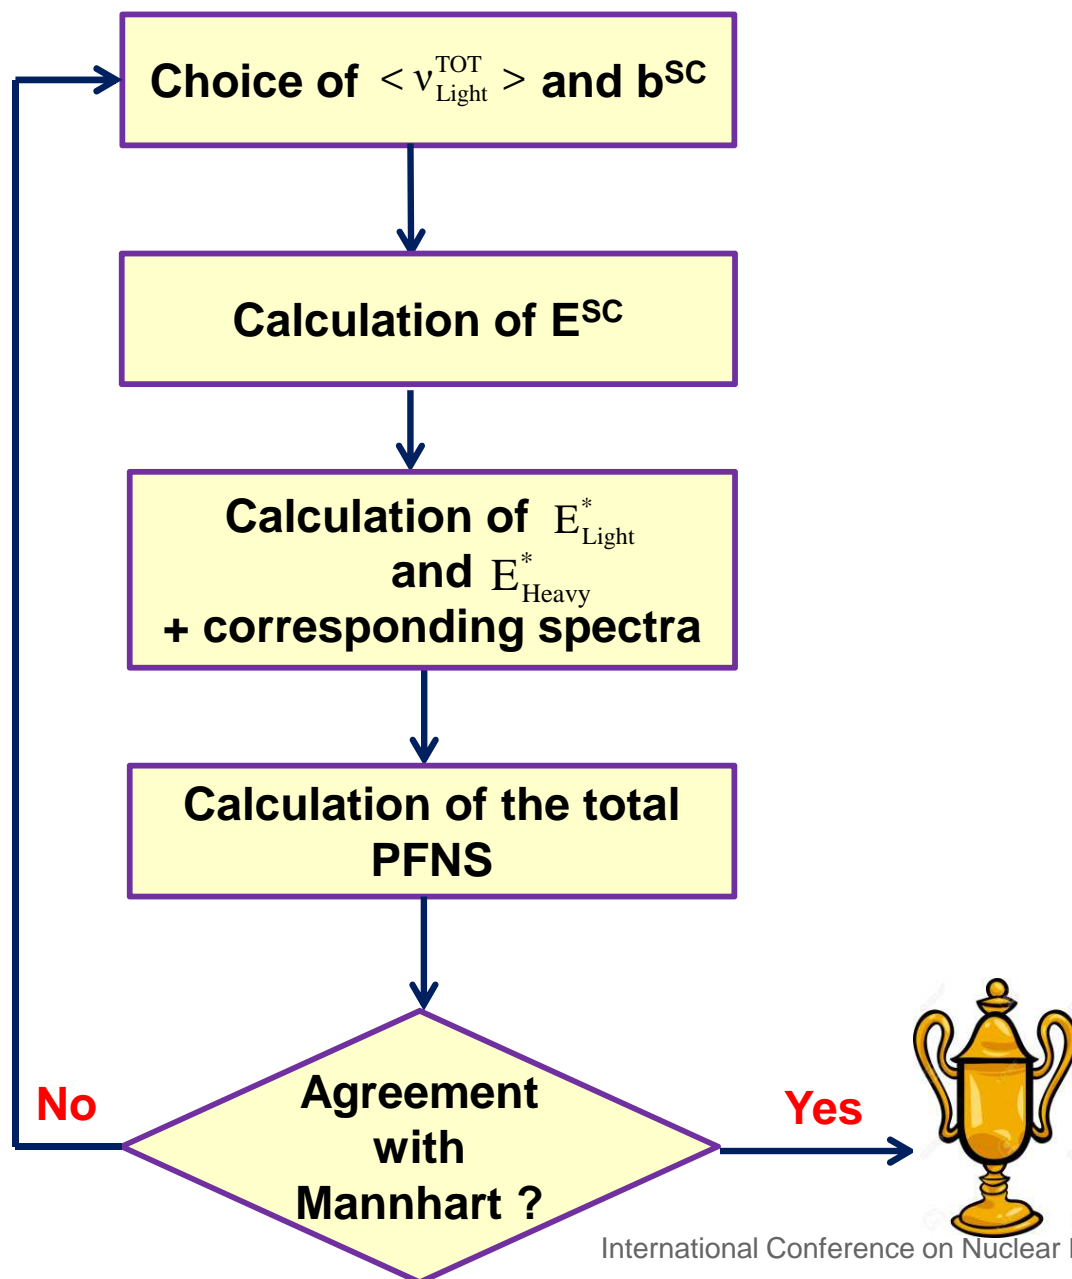 Choice of < ν^TOT_Light > and b^SC
Calculation of E^SC
Calculation of E^*_Light
and E^*_Heavy
+ corresponding spectra
Calculation of the total
PFNS
Agreement
with
Mannhart ?
No
Yes
International Conference on Nuclear